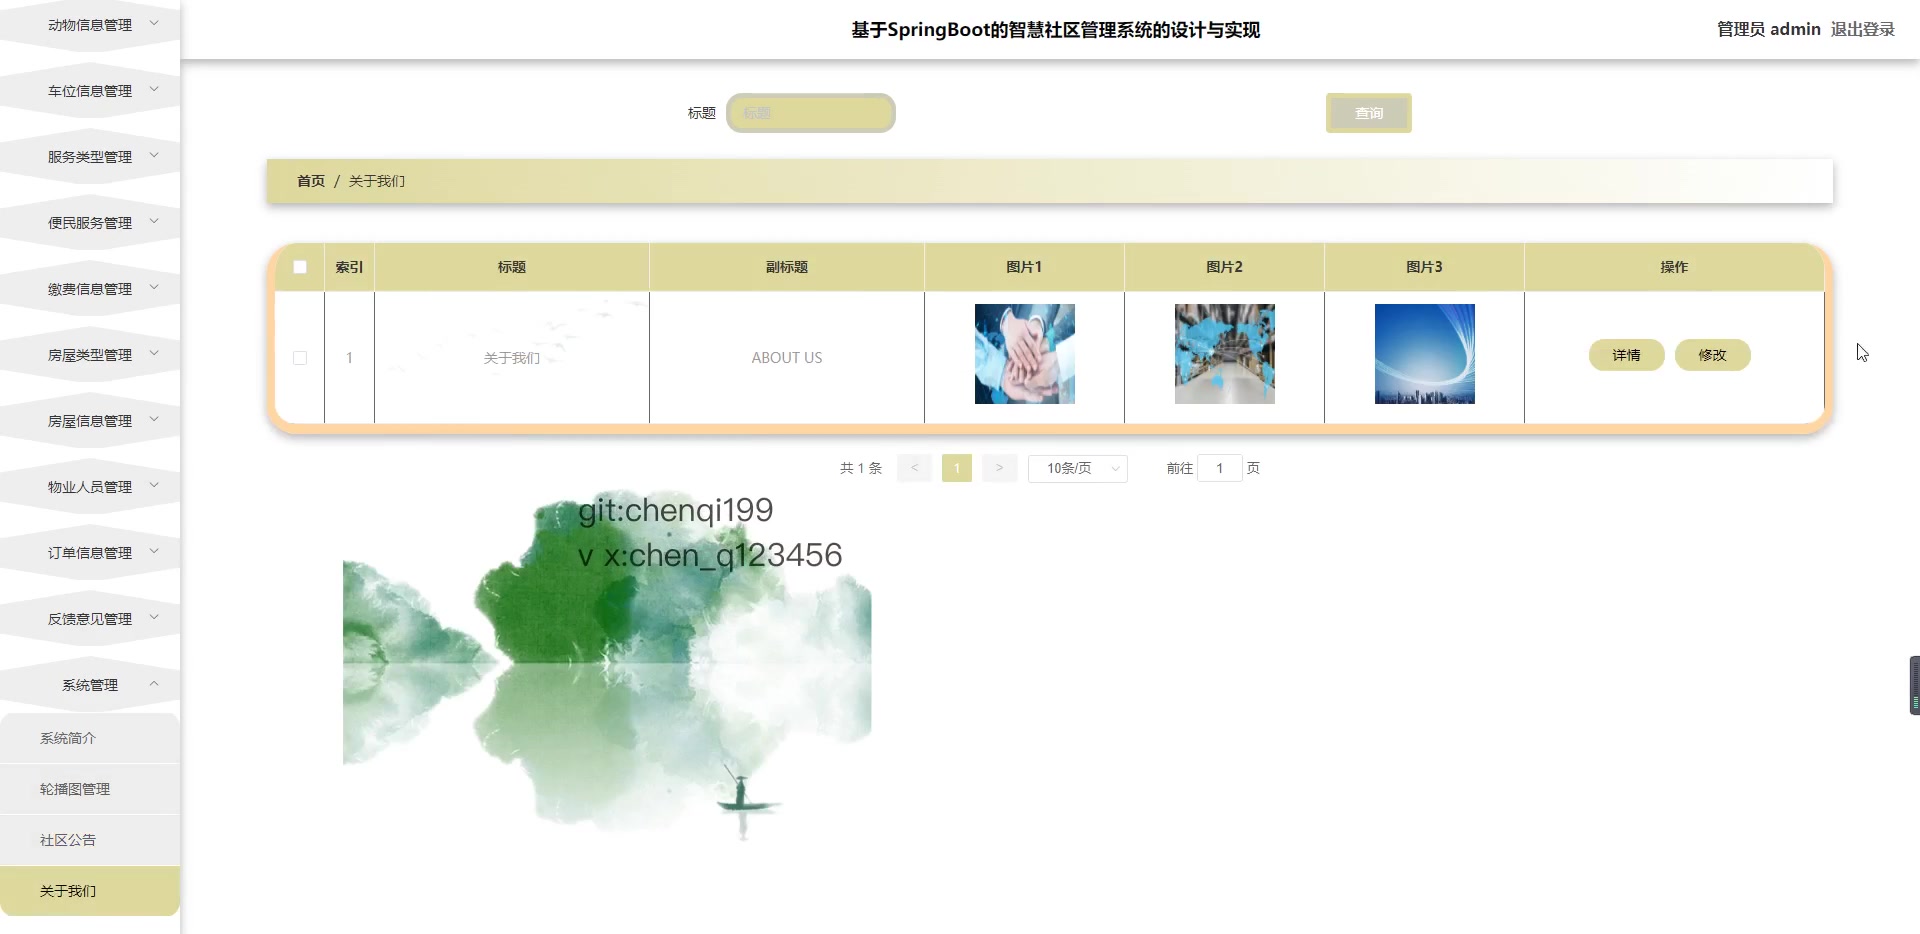 基于SpringBoot的智慧社区管理系统的设计与实现
管理员 admin 退出登录
动物信息管理
车位信息管理
服务类型管理
便民服务管理
缴费信息管理
房屋类型管理
房屋信息管理
物业人员管理
订单信息管理
反馈意见管理
系统管理
系统简介
轮播图管理
社区公告
关于我们
标题 标题 查询
首页 / 关于我们
索引 标题 副标题 图片1 图片2 图片3 操作
1 关于我们 ABOUT US 详情 修改
共 1 条 < 1 > 10条/页 前往 1 页
git:chenqi199
v x:chen_q123456